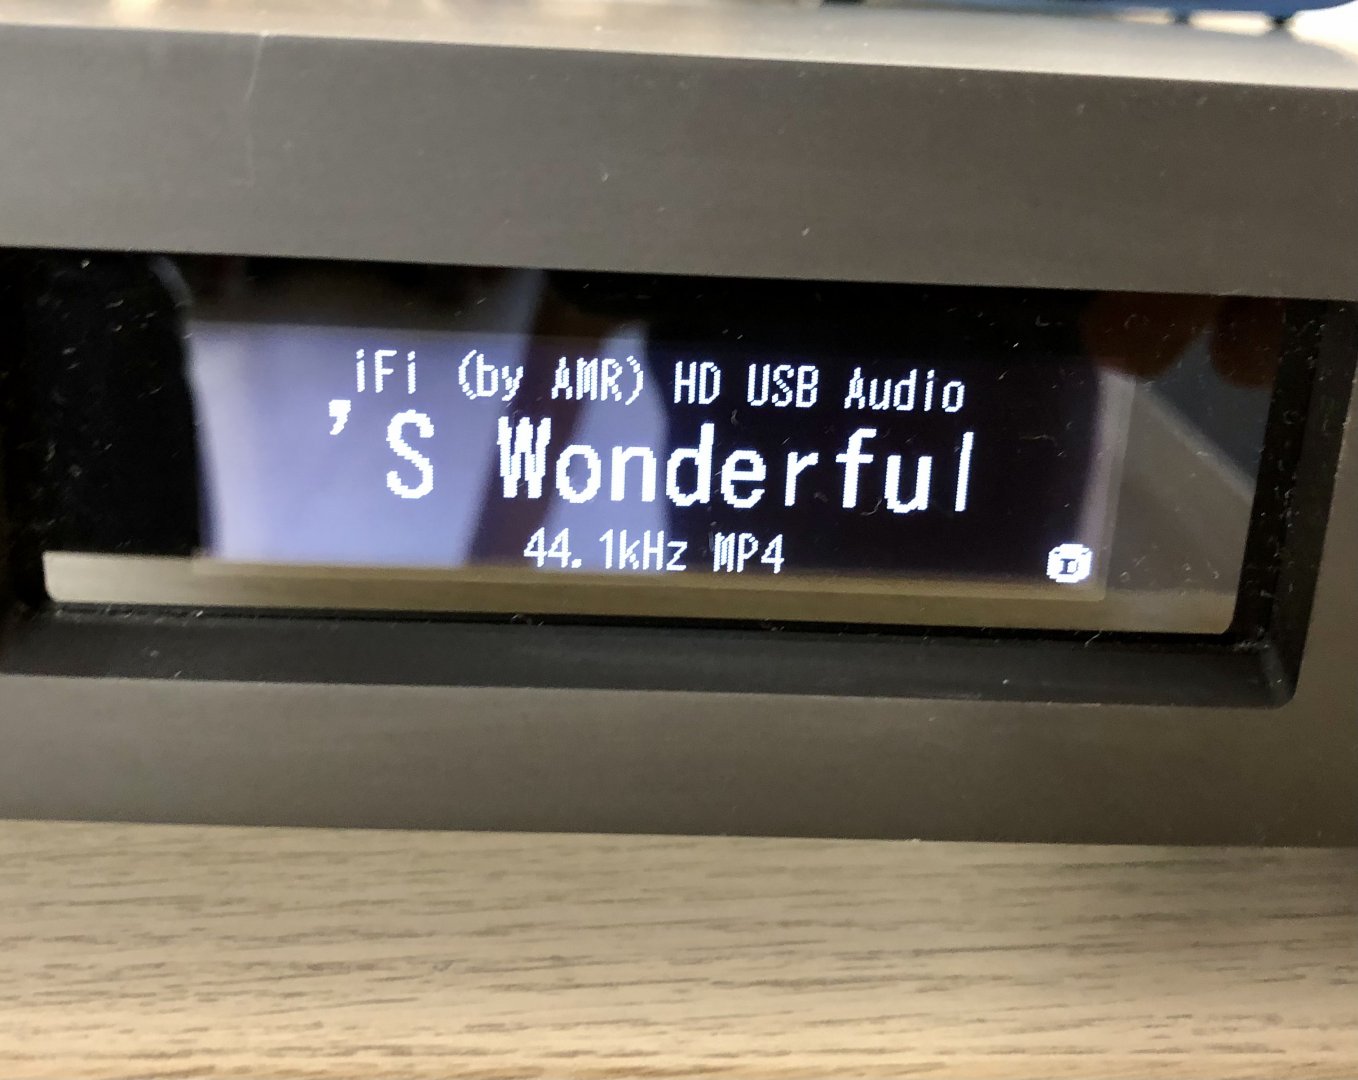 iFi (by AMR) HD USB Audio
’S Wonderful
44.1kHz MP4